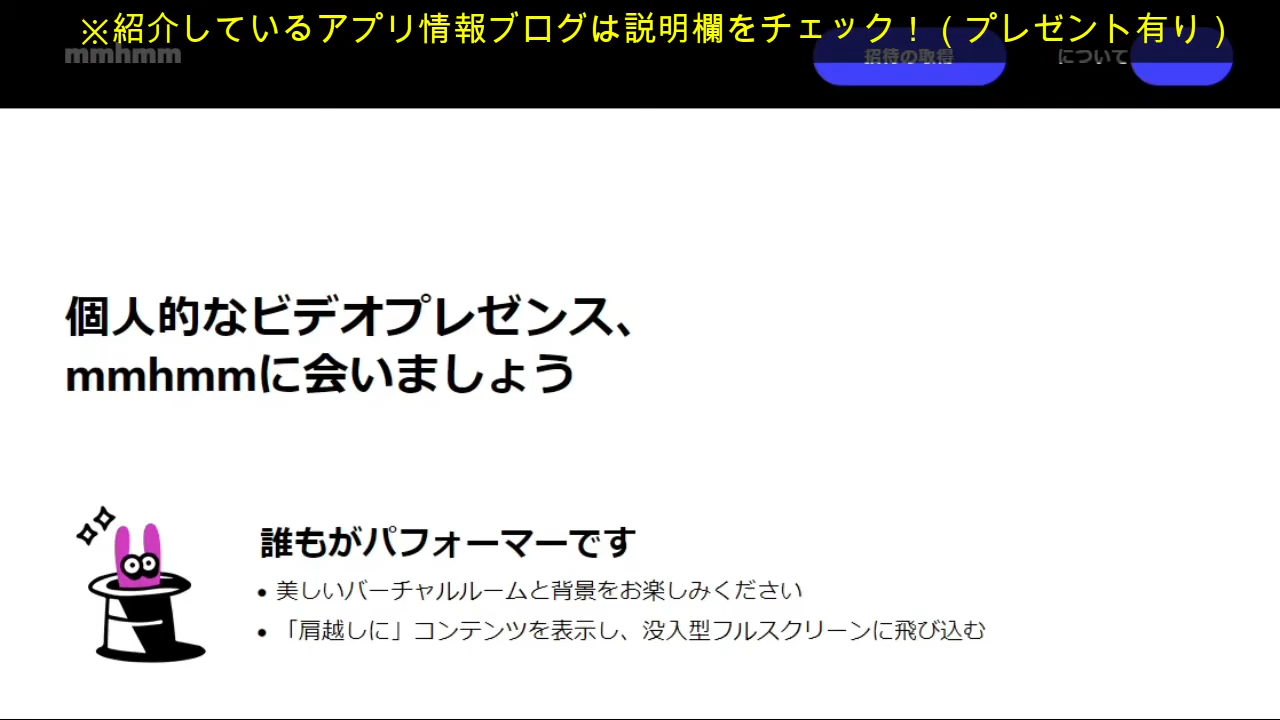 ※紹介しているアプリ情報ブログは説明欄をチェック！（プレゼント有り）
mmhmm
招待の取得
について
個人的なビデオプレゼンス、
mmhmmに会いましょう
誰もがパフォーマーです
• 美しいバーチャルルームと背景をお楽しみください
• 「肩越しに」コンテンツを表示し、没入型フルスクリーンに飛び込む